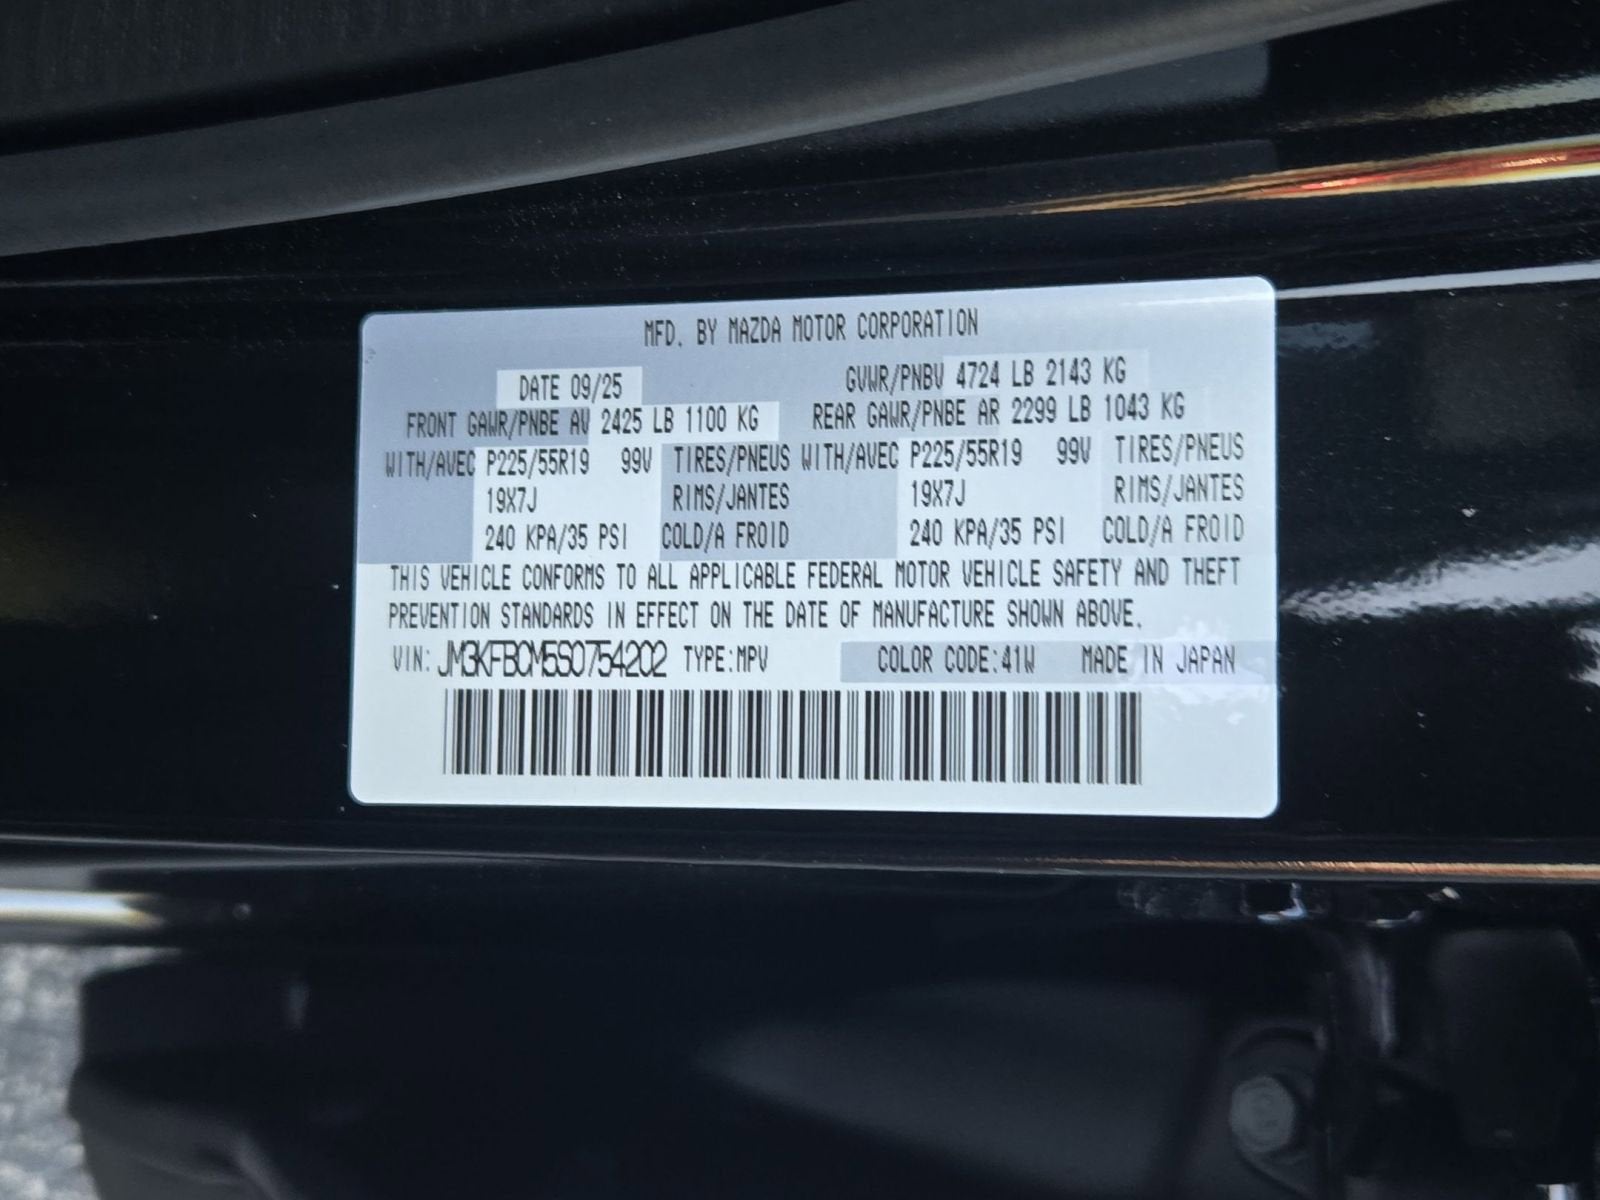 MFD. BY MAZDA MOTOR CORPORATION
DATE 09/25 GVWR/PNBV 4724 LB 2143 KG
FRONT GAWR/PNBE AV 2425 LB 1100 KG REAR GAWR/PNBE AR 2299 LB 1043 KG
WITH/AVEC P225/55R19 99V TIRES/PNEUS WITH/AVEC P225/55R19 99V TIRES/PNEUS
19X7J RIMS/JANTES 19X7J RIMS/JANTES
240 KPA/35 PSI COLD/A FROID 240 KPA/35 PSI COLD/A FROID
THIS VEHICLE CONFORMS TO ALL APPLICABLE FEDERAL MOTOR VEHICLE SAFETY AND THEFT
PREVENTION STANDARDS IN EFFECT ON THE DATE OF MANUFACTURE SHOWN ABOVE.
VIN: JM3KFBCM5S0754202 TYPE:MPV COLOR CODE:41W MADE IN JAPAN